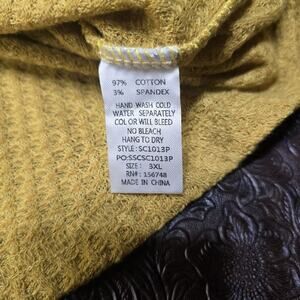 97% COTTON
3% SPANDEX
HAND WASH COLD
WATER SEPARATELY
COLOR WILL BLEED
NO BLEACH
HANG TO DRY
STYLE: SC1013P
PO:SSCSC1013P
SIZE: 3XL
RN#: 156748
MADE IN CHINA